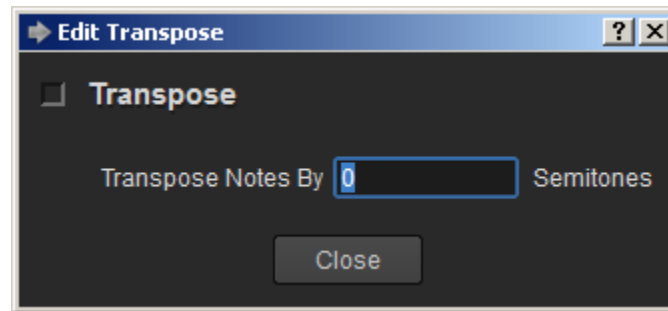 Edit Transpose ? X
Transpose
Transpose Notes By 0 Semitones
Close